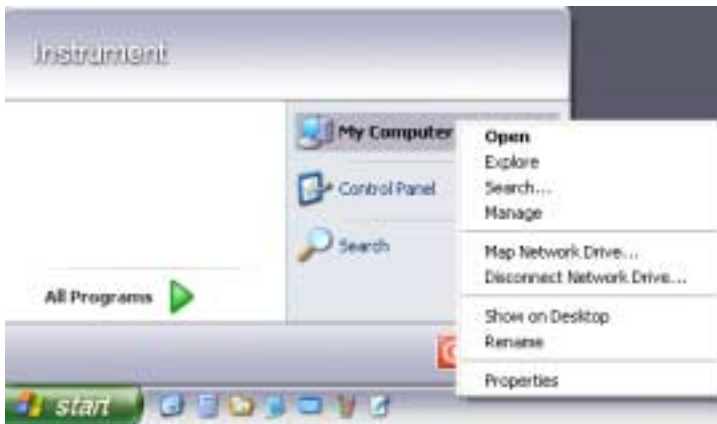 Instrument
My Computer
Control Panel
Search
All Programs
Open
Explore
Search...
Manage
Map Network Drive...
Disconnect Network Drive...
Show on Desktop
Rename
Properties
start